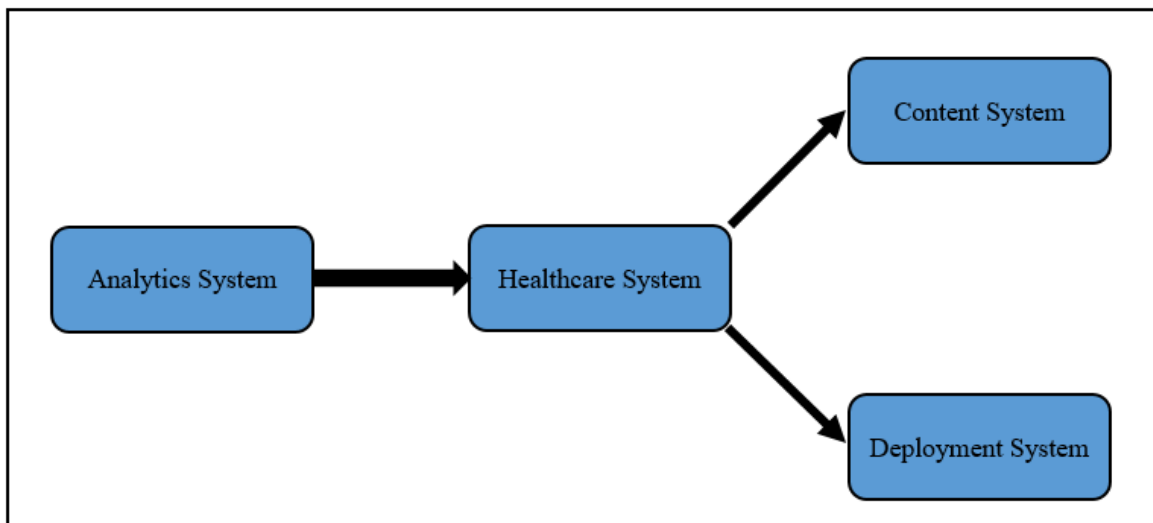 Content System
Analytics System
Healthcare System
Deployment System